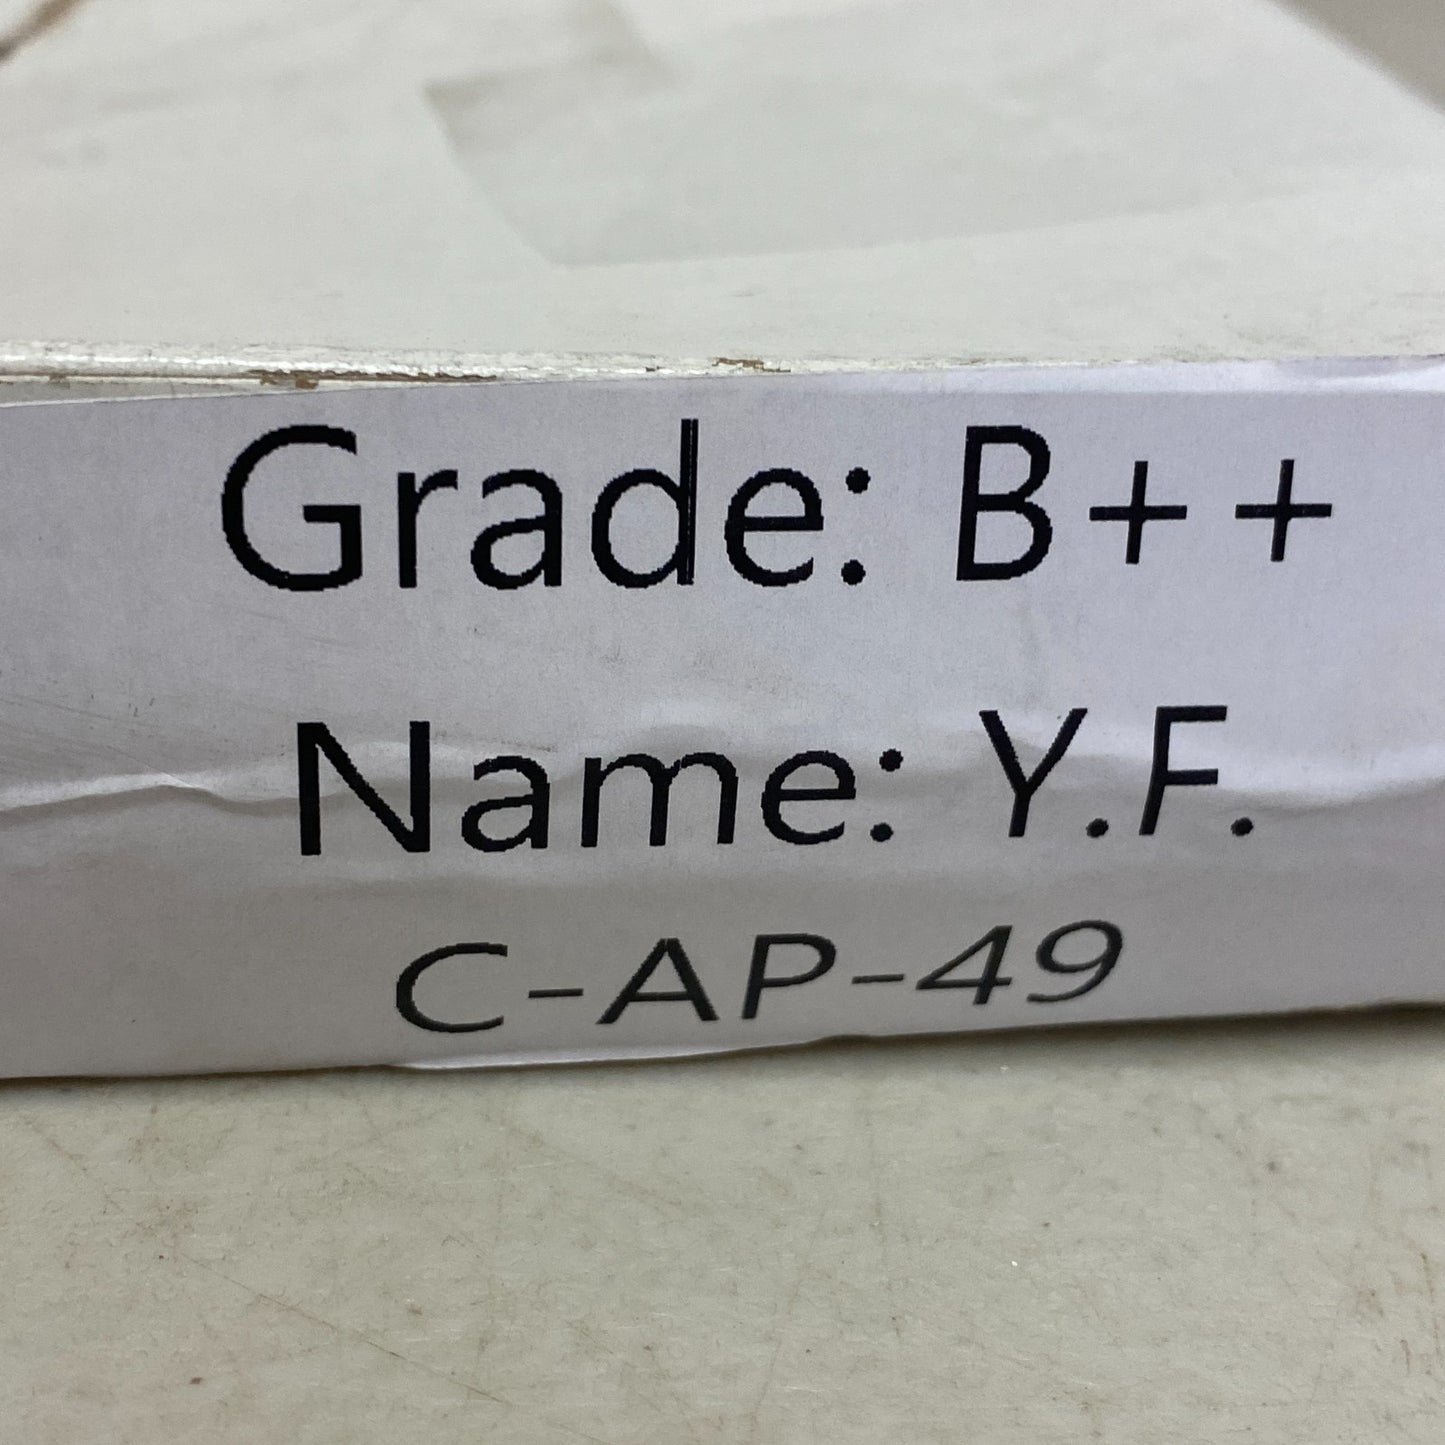 Grade: B++
Name: Y.F.
C-AP-49